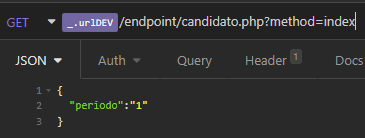 GET _.urlDEV/endpoint/candidato.php?method=index
JSON Auth Query Header 1 Docs
1 {
2 "periodo":"1"
3 }